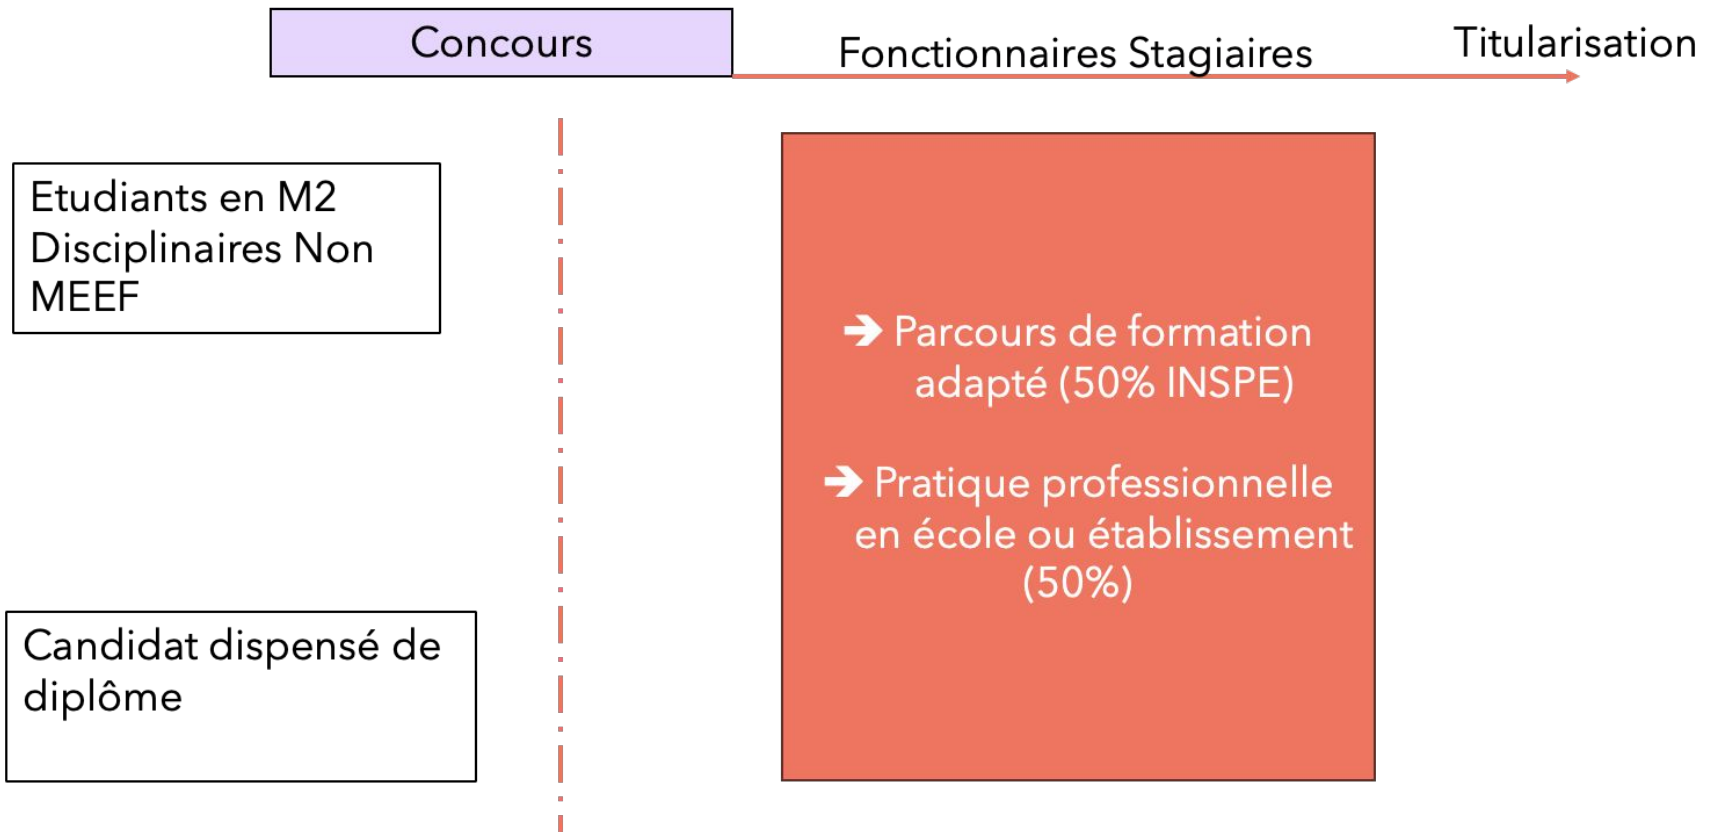 Concours
Fonctionnaires Stagiaires
Titularisation
Etudiants en M2
Disciplinaires Non
MEEF
➔ Parcours de formation
adapté (50% INSPE)
➔ Pratique professionnelle
en école ou établissement
(50%)
Candidat dispensé de
diplôme